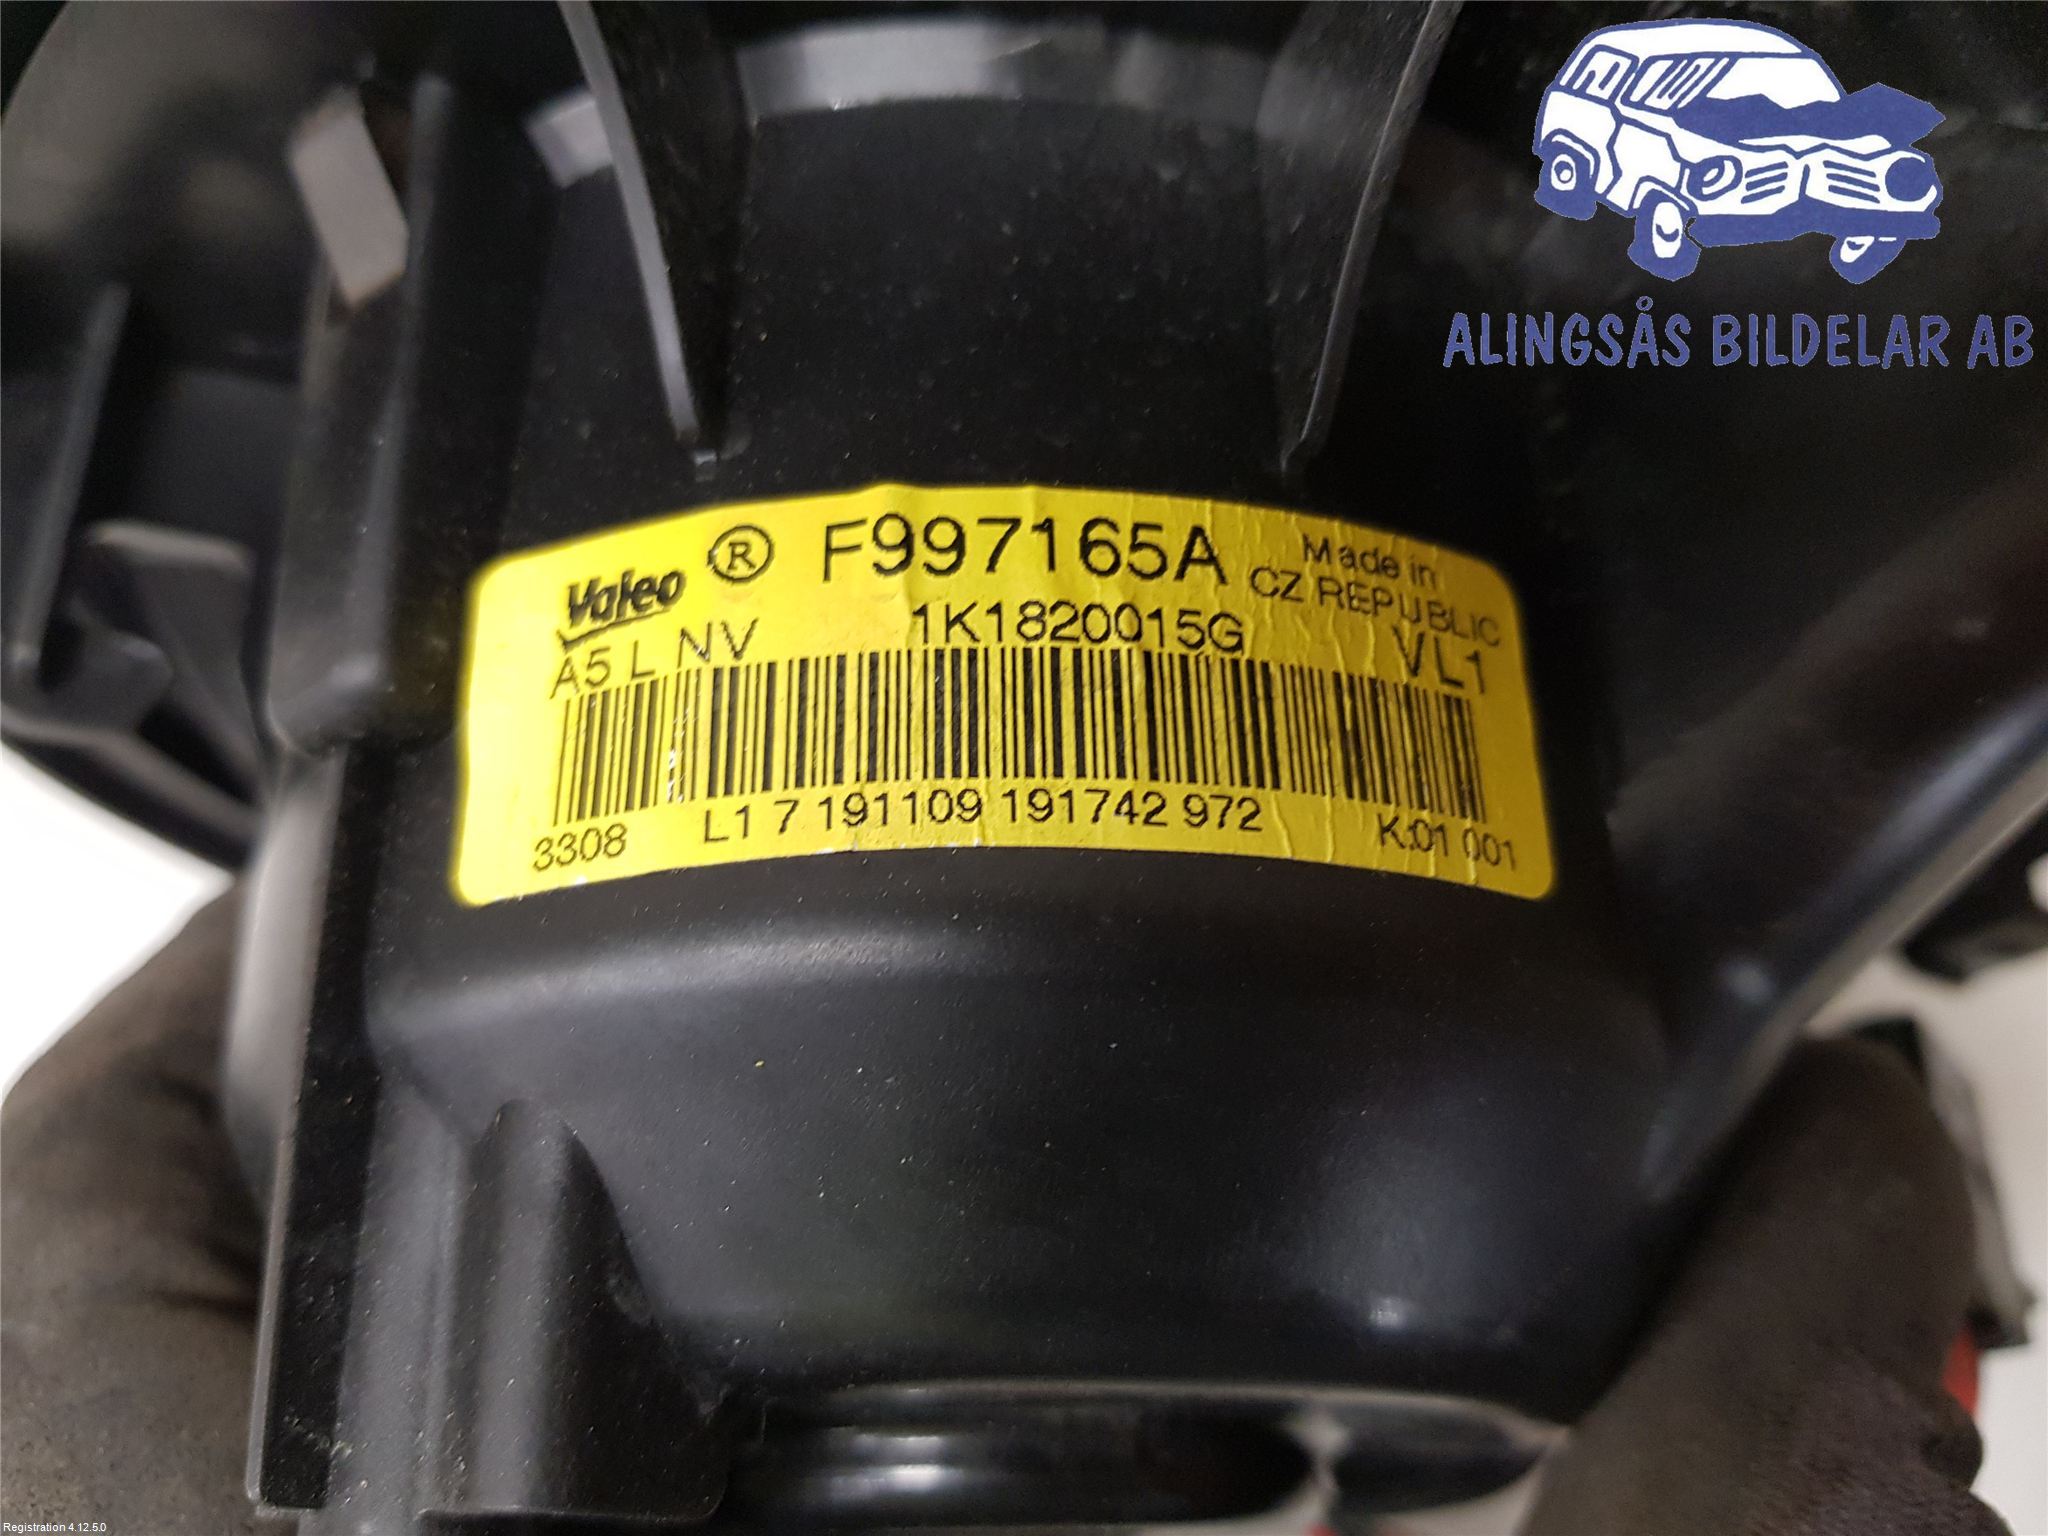 ALINGSÅS BILDELAR AB
Valeo ® F997165A Made in
CZ REPUBLIC
A5 L NV 1K1820015G VL1
3308 L1 7 191109 191742 972 K:01 001
Registration 4.12.5.0